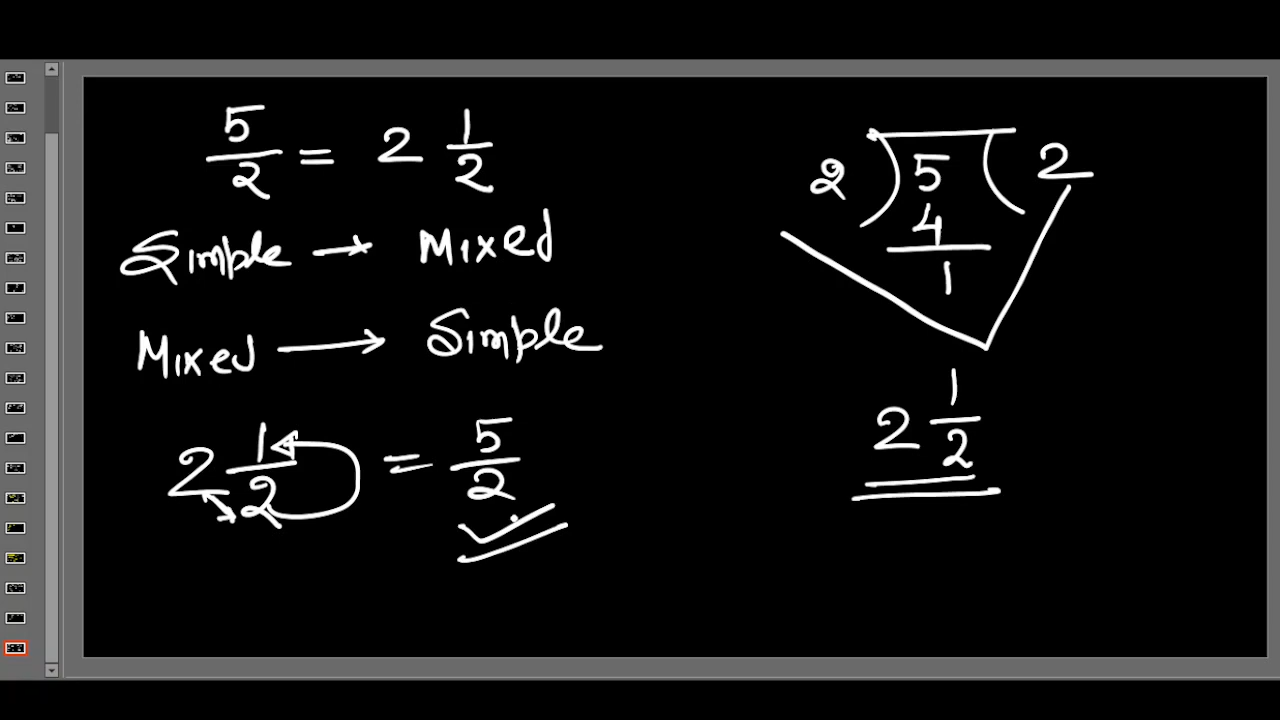 5/2 = 2 1/2
Simple → Mixed
Mixed → Simple
2 1/2 = 5/2
2 ) 5 ( 2
4
1
2 1/2